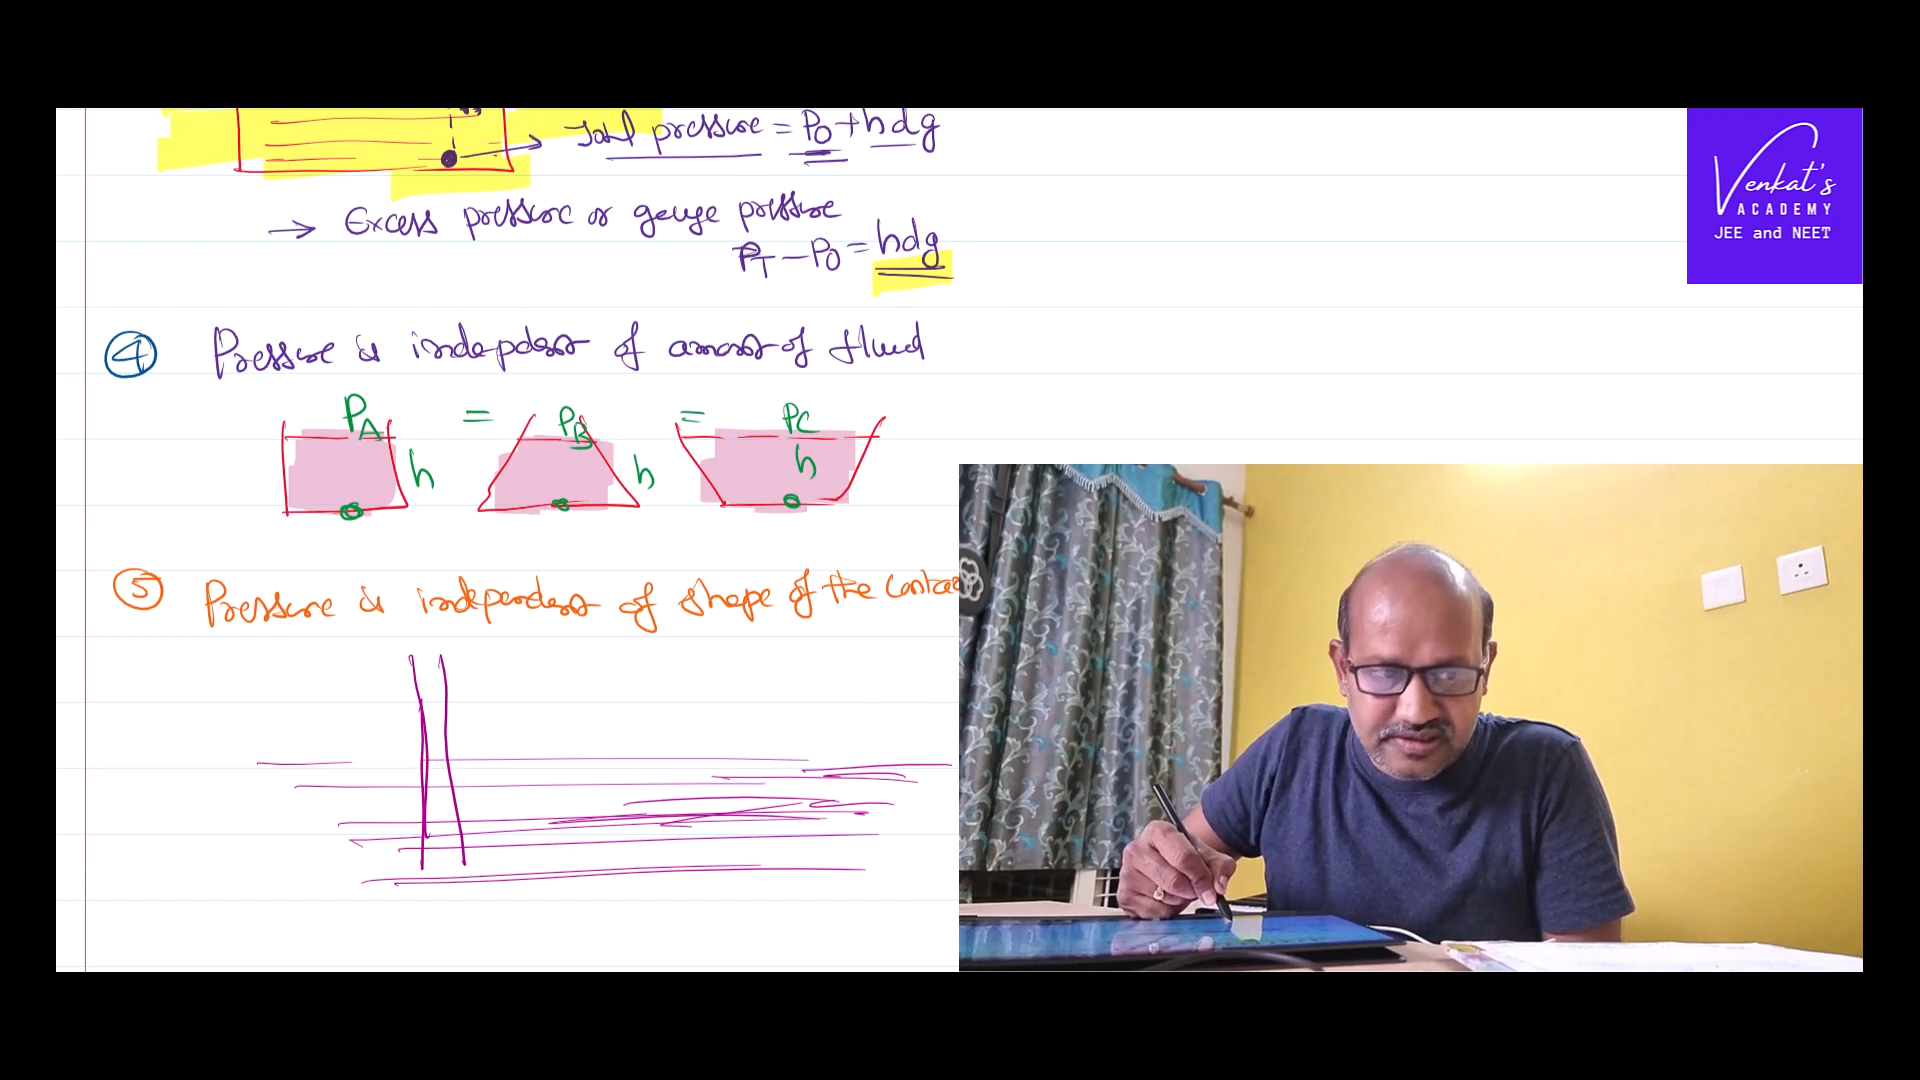 Total pressure = P0 + hdg
→ Excess pressure or gauge pressure
PT – P0 = hdg
④ Pressure is independent of amount of fluid
PA = PB = PC
h h h
⑤ Pressure is independent of shape of the
Venkat's
ACADEMY
JEE and NEET